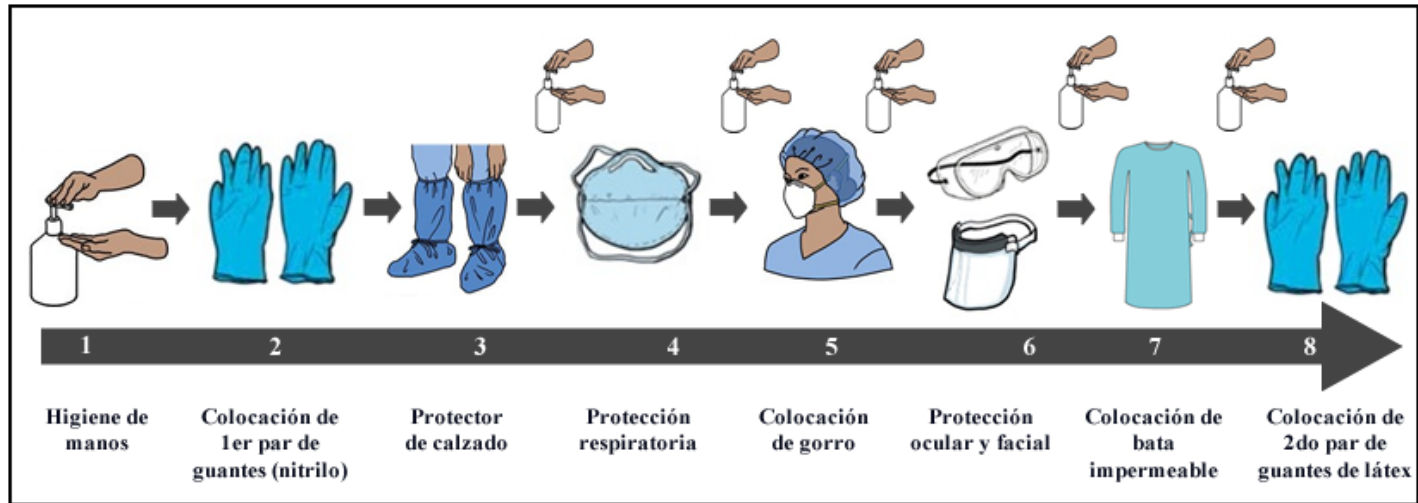 1 2 3 4 5 6 7 8
Higiene de
manos
Colocación de
1er par de
guantes (nitrilo)
Protector
de calzado
Protección
respiratoria
Colocación
de gorro
Protección
ocular y facial
Colocación de
bata
impermeable
Colocación de
2do par de
guantes de látex